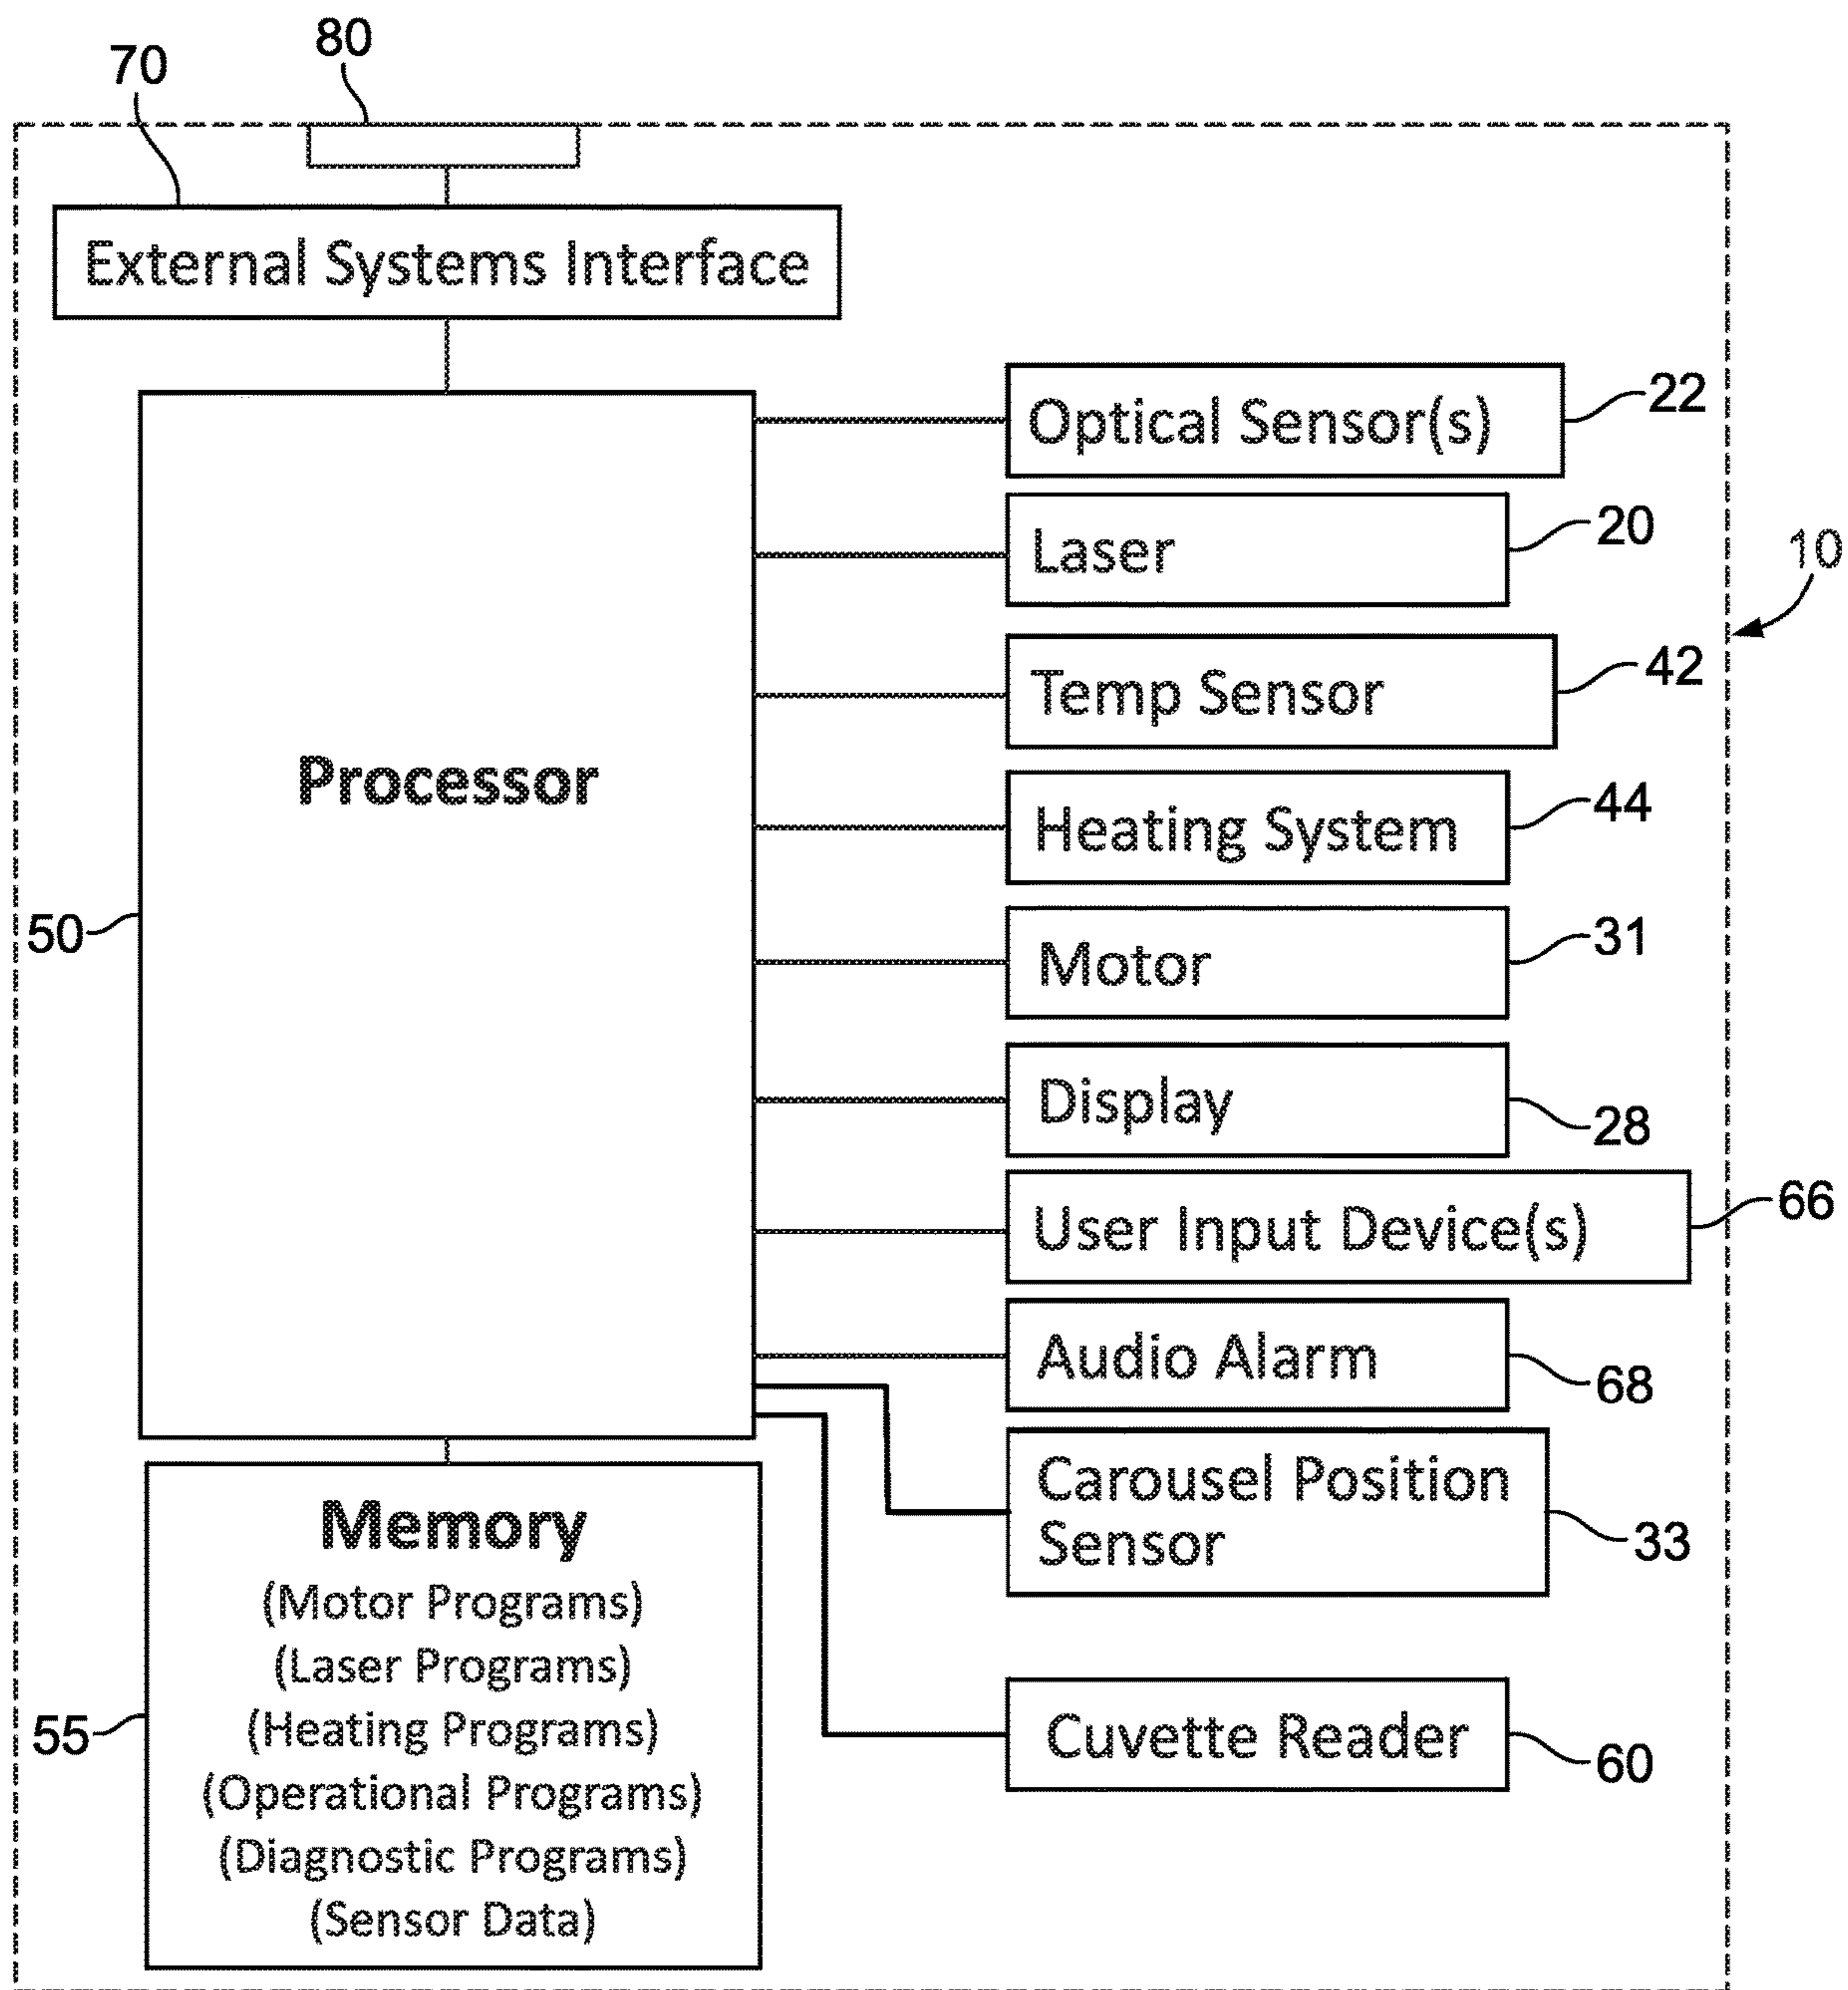 80
70
External Systems Interface
Optical Sensor(s)
22
Laser
20
10
Temp Sensor
42
Processor
Heating System
44
50
Motor
31
Display
28
User Input Device(s)
66
Audio Alarm
68
Carousel Position
Sensor
33
Memory
(Motor Programs)
(Laser Programs)
(Heating Programs)
(Operational Programs)
(Diagnostic Programs)
(Sensor Data)
55
Cuvette Reader
60